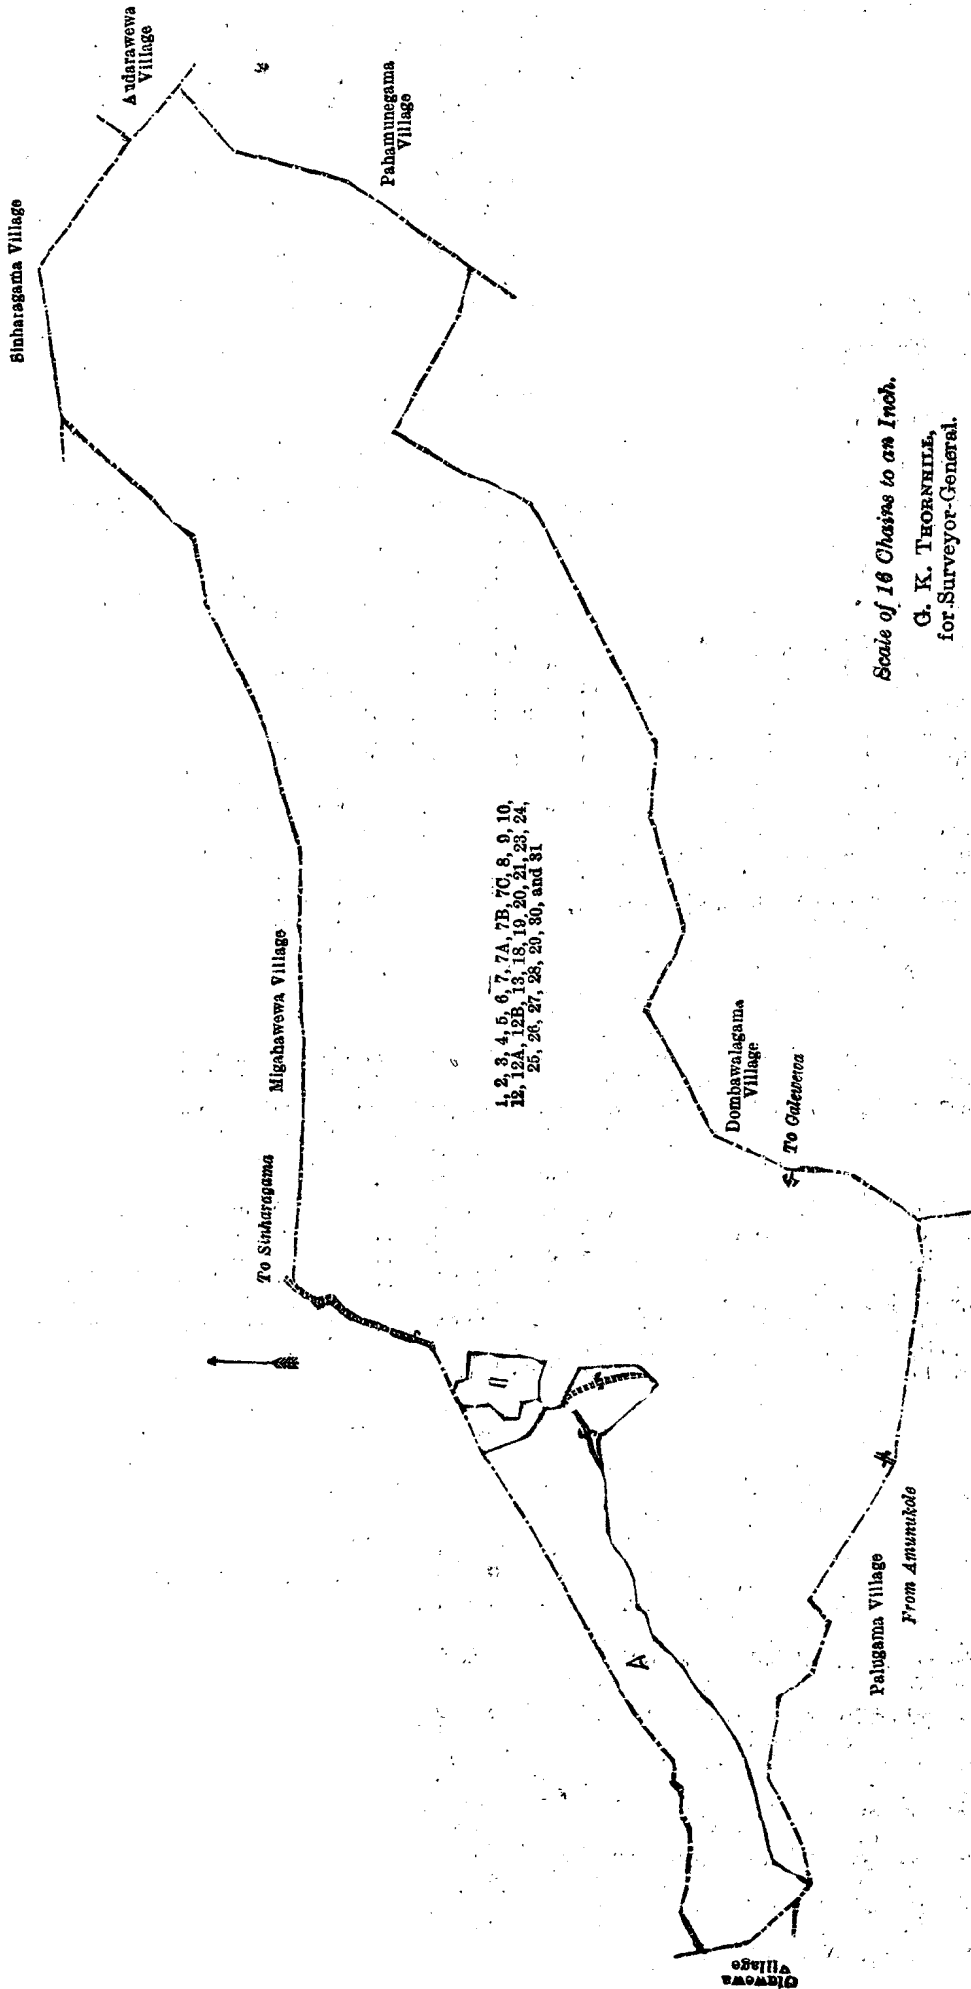 Sinharagama Village
Andarawewa
Village
Pahamunegama
Village
Migahawewa Village
To Sinharagama
1, 2, 3, 4, 5, 6, 7, 7A, 7B, 7C, 8, 9, 10,
12, 12A, 12B, 13, 18, 19, 20, 21, 23, 24,
25, 26, 27, 28, 29, 30, and 31
Dombawalagama
Village
To Galewewa
11
A
Palugama Village
From Amunukole
Olawewa
Village
Scale of 16 Chains to an Inch.
G. K. THORNHILL,
for Surveyor-General.